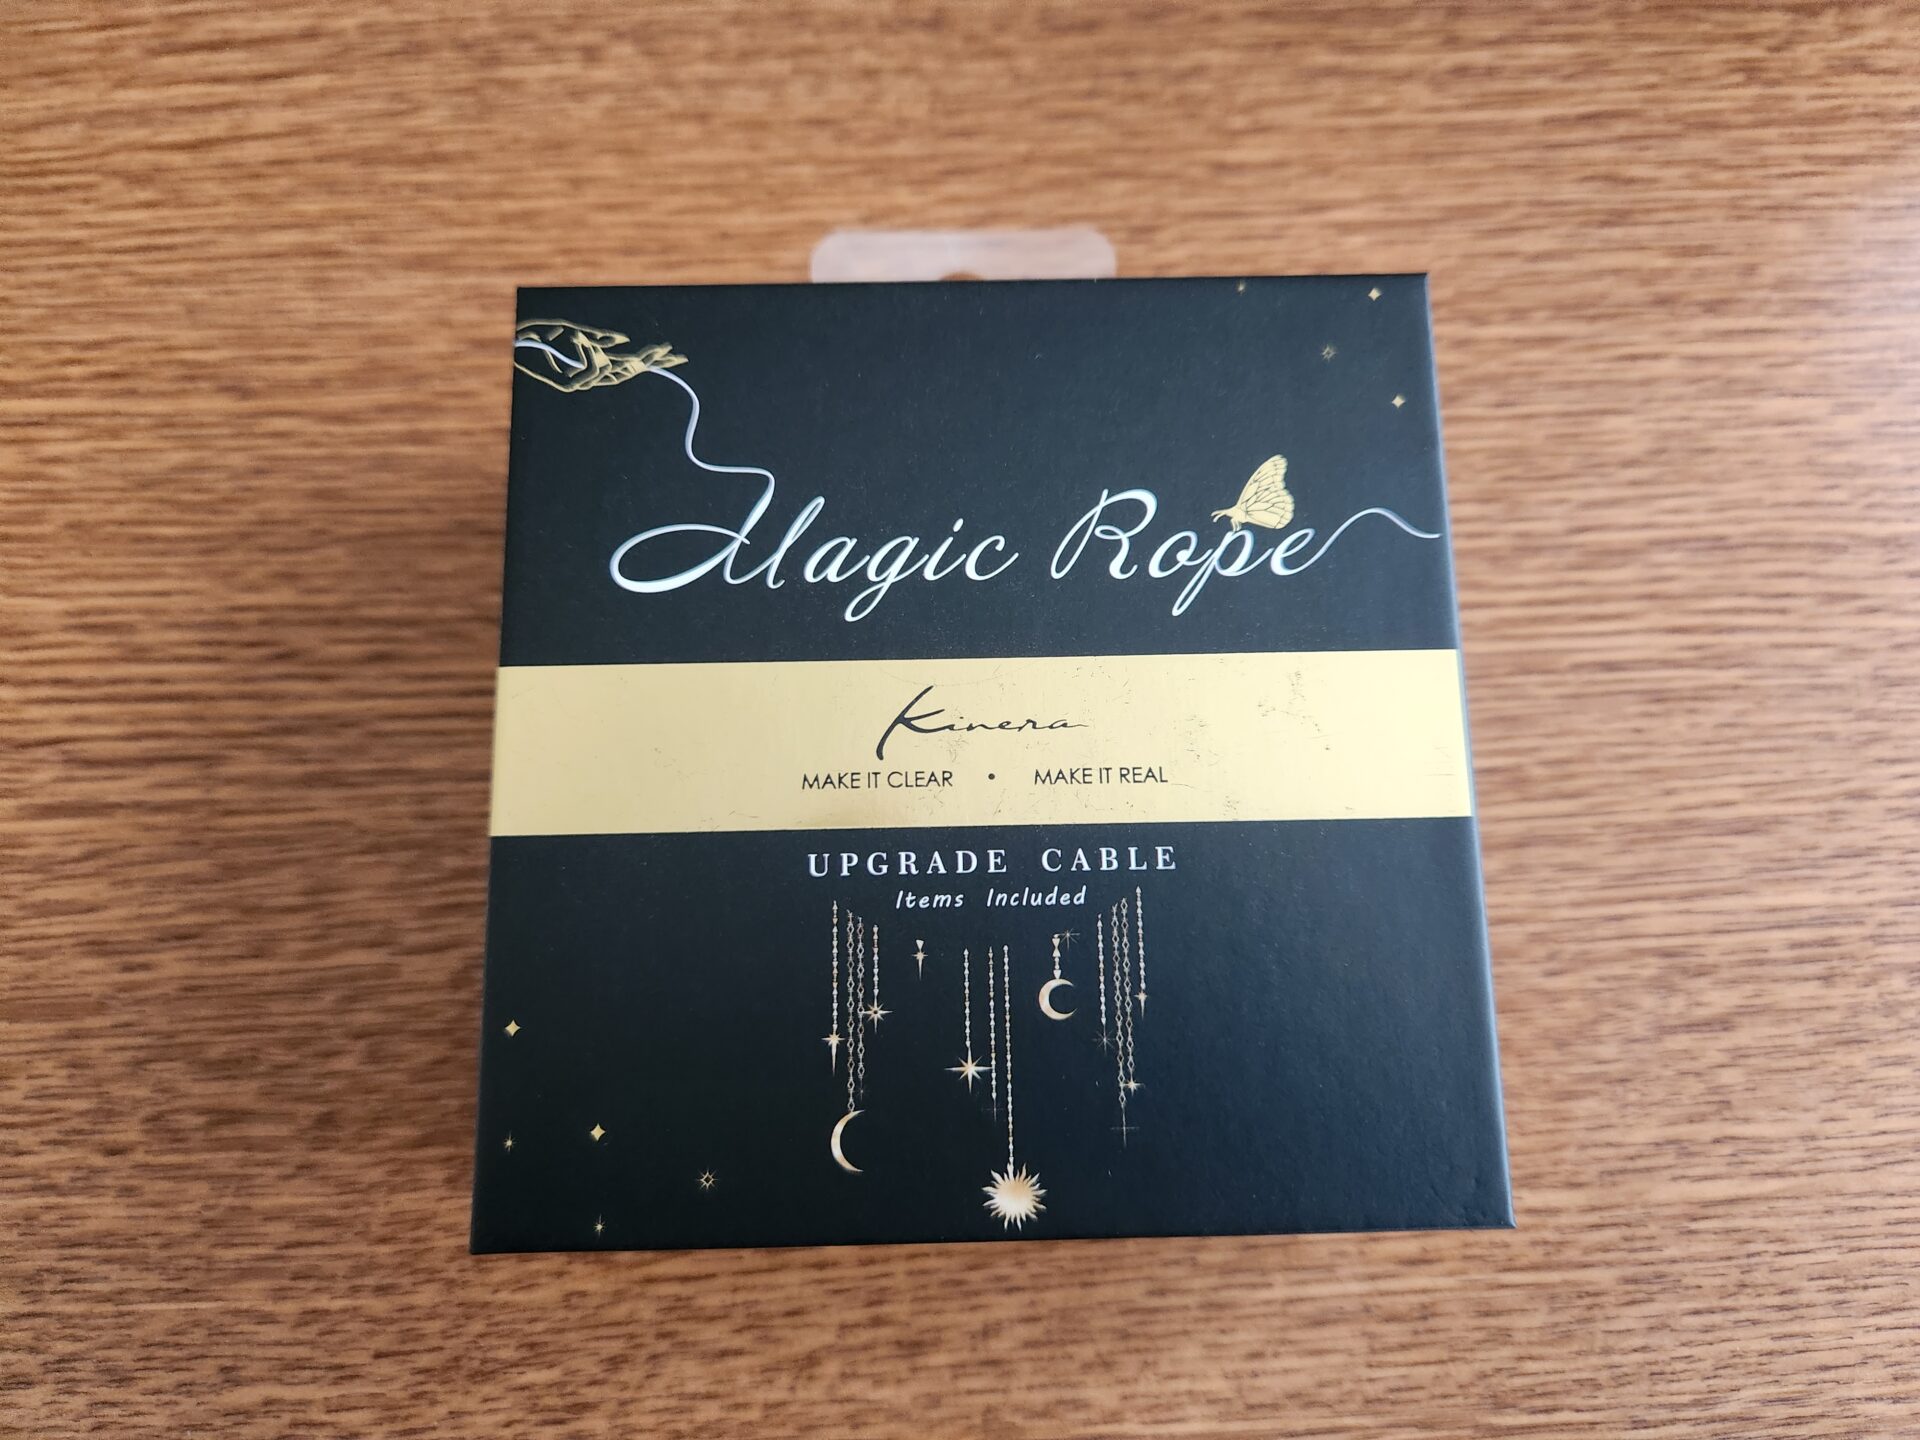 Magic Rope
Kinera
MAKE IT CLEAR • MAKE IT REAL
UPGRADE CABLE
Items Included